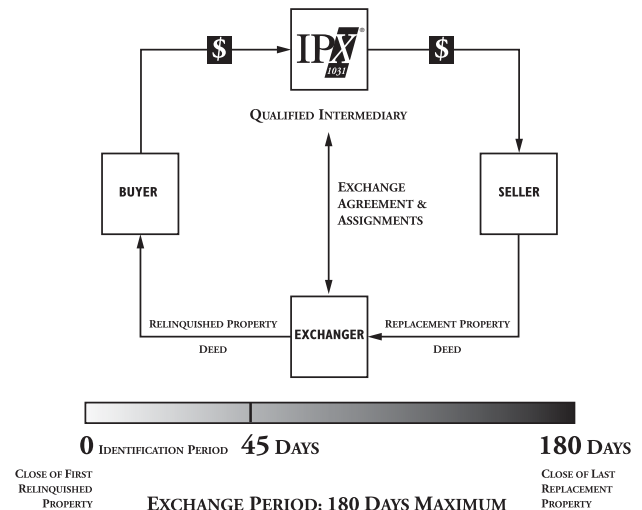 $
IPX®
1031
$
QUALIFIED INTERMEDIARY
BUYER
EXCHANGE
AGREEMENT &
ASSIGNMENTS
SELLER
RELINQUISHED PROPERTY
DEED
EXCHANGER
REPLACEMENT PROPERTY
DEED
0 IDENTIFICATION PERIOD 45 DAYS
180 DAYS
CLOSE OF FIRST
RELINQUISHED
PROPERTY
CLOSE OF LAST
REPLACEMENT
PROPERTY
EXCHANGE PERIOD: 180 DAYS MAXIMUM